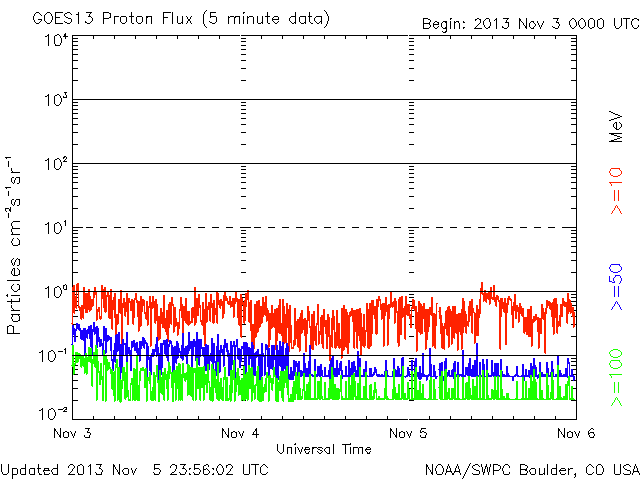 GOES13 Proton Flux (5 minute data)
Begin: 2013 Nov 3 0000 UTC
10⁴
10³
10²
10¹
10⁰
10⁻¹
10⁻²
Particles cm⁻²s⁻¹sr⁻¹
MeV
>=10
>=50
>=100
Nov 3
Nov 4
Nov 5
Nov 6
Universal Time
Updated 2013 Nov  5 23:56:02 UTC
NOAA/SWPC Boulder, CO USA